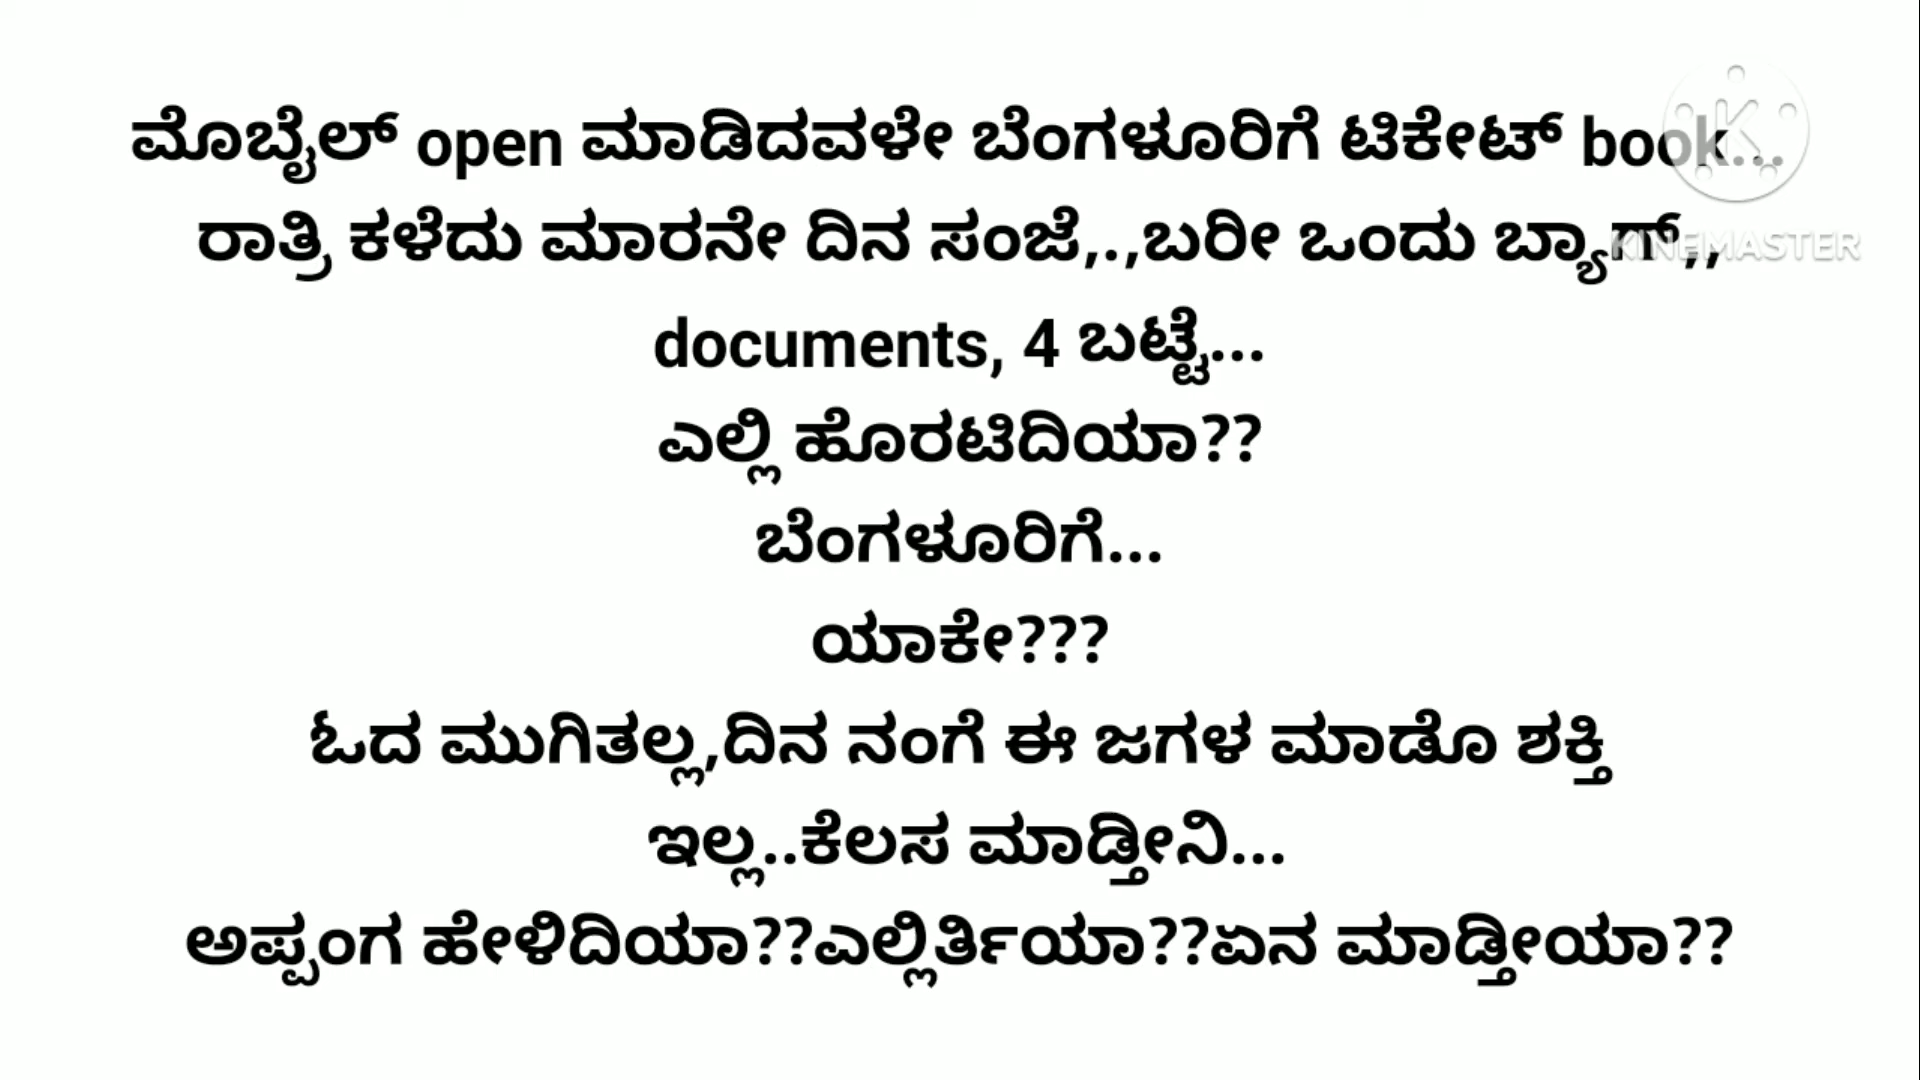 ಮೊಬೈಲ್ open ಮಾಡಿದವಳೇ ಬೆಂಗಳೂರಿಗೆ ಟಿಕೇಟ್ book...
ರಾತ್ರಿ ಕಳೆದು ಮಾರನೇ ದಿನ ಸಂಜೆ,.,ಬರೀ ಒಂದು ಬ್ಯಾಗ್,,
KINEMASTER
documents, 4 ಬಟ್ಟೆ...
ಎಲ್ಲಿ ಹೊರಟಿದಿಯಾ??
ಬೆಂಗಳೂರಿಗೆ...
ಯಾಕೇ???
ಓದ ಮುಗಿತಲ್ಲ,ದಿನ ನಂಗೆ ಈ ಜಗಳ ಮಾಡೊ ಶಕ್ತಿ
ಇಲ್ಲ..ಕೆಲಸ ಮಾಡ್ತೀನಿ...
ಅಪ್ಪಂಗ ಹೇಳಿದಿಯಾ??ಎಲ್ಲಿರ್ತಿಯಾ??ಏನ ಮಾಡ್ತೀಯಾ??